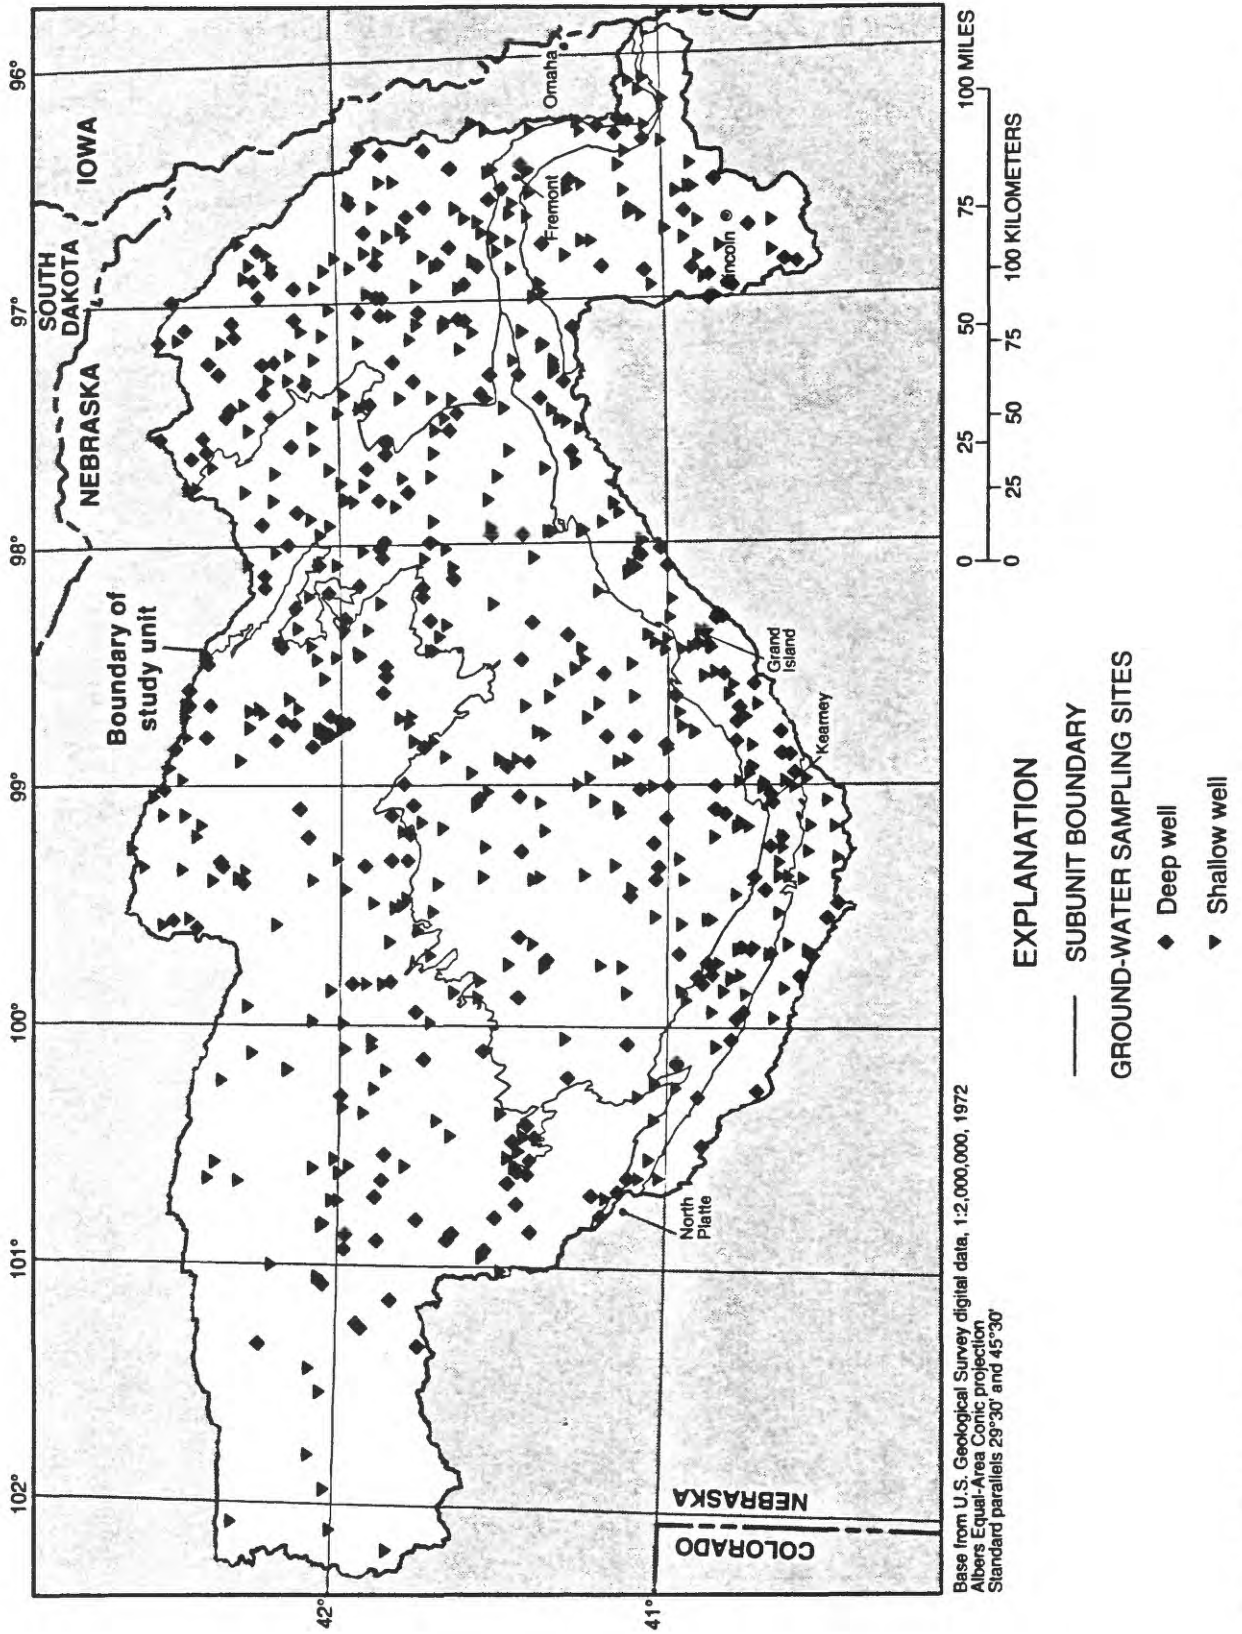 96°
97°
98°
99°
100°
101°
102°
42°
41°
IOWA
SOUTH
DAKOTA
NEBRASKA
Boundary of
study unit
Omaha
Fremont
Lincoln
Grand
Island
Kearney
North
Platte
NEBRASKA
COLORADO
0 25 50 75 100 MILES
0 25 50 75 100 KILOMETERS
Base from U.S. Geological Survey digital data, 1:2,000,000, 1972
Albers Equal-Area Conic projection
Standard parallels 29°30' and 45°30'
EXPLANATION
SUBUNIT BOUNDARY
GROUND-WATER SAMPLING SITES
Deep well
Shallow well